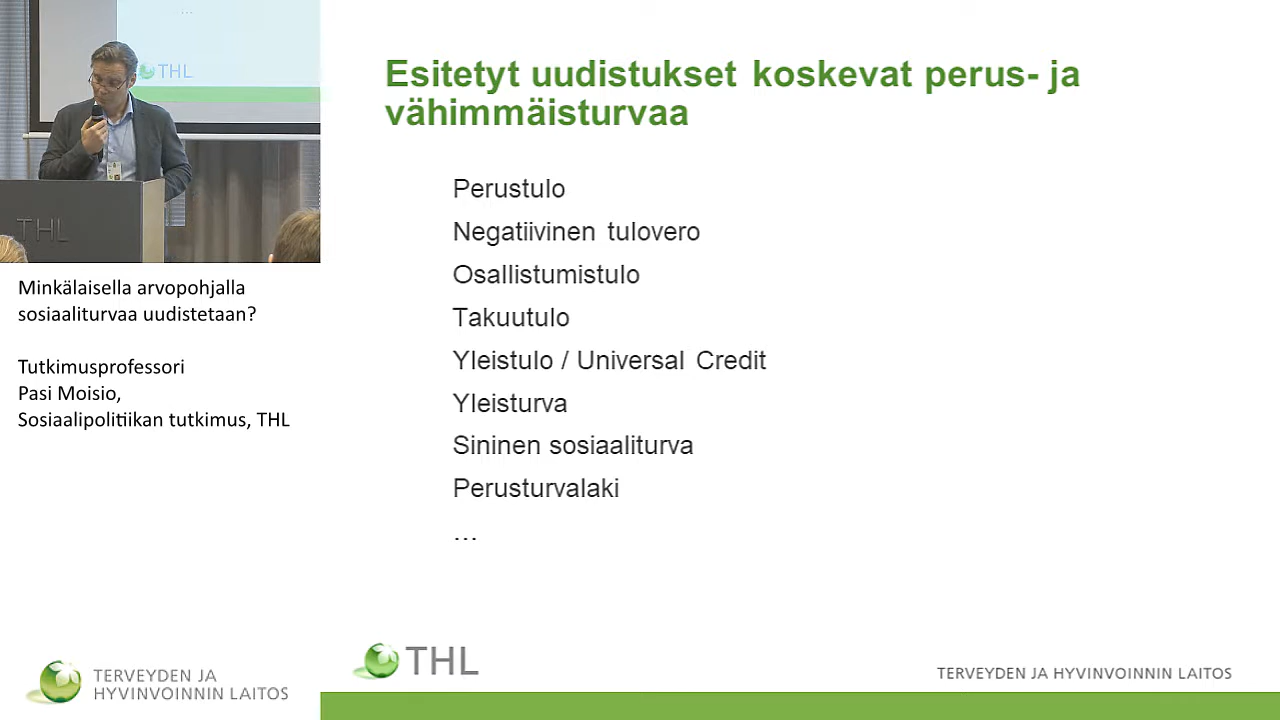 ...
THL
THL
Minkälaisella arvopohjalla
sosiaaliturvaa uudistetaan?
Tutkimusprofessori
Pasi Moisio,
Sosiaalipolitiikan tutkimus, THL
TERVEYDEN JA
HYVINVOINNIN LAITOS
Esitetyt uudistukset koskevat perus- ja
vähimmäisturvaa
Perustulo
Negatiivinen tulovero
Osallistumistulo
Takuutulo
Yleistulo / Universal Credit
Yleisturva
Sininen sosiaaliturva
Perusturvalaki
...
THL
TERVEYDEN JA HYVINVOINNIN LAITOS